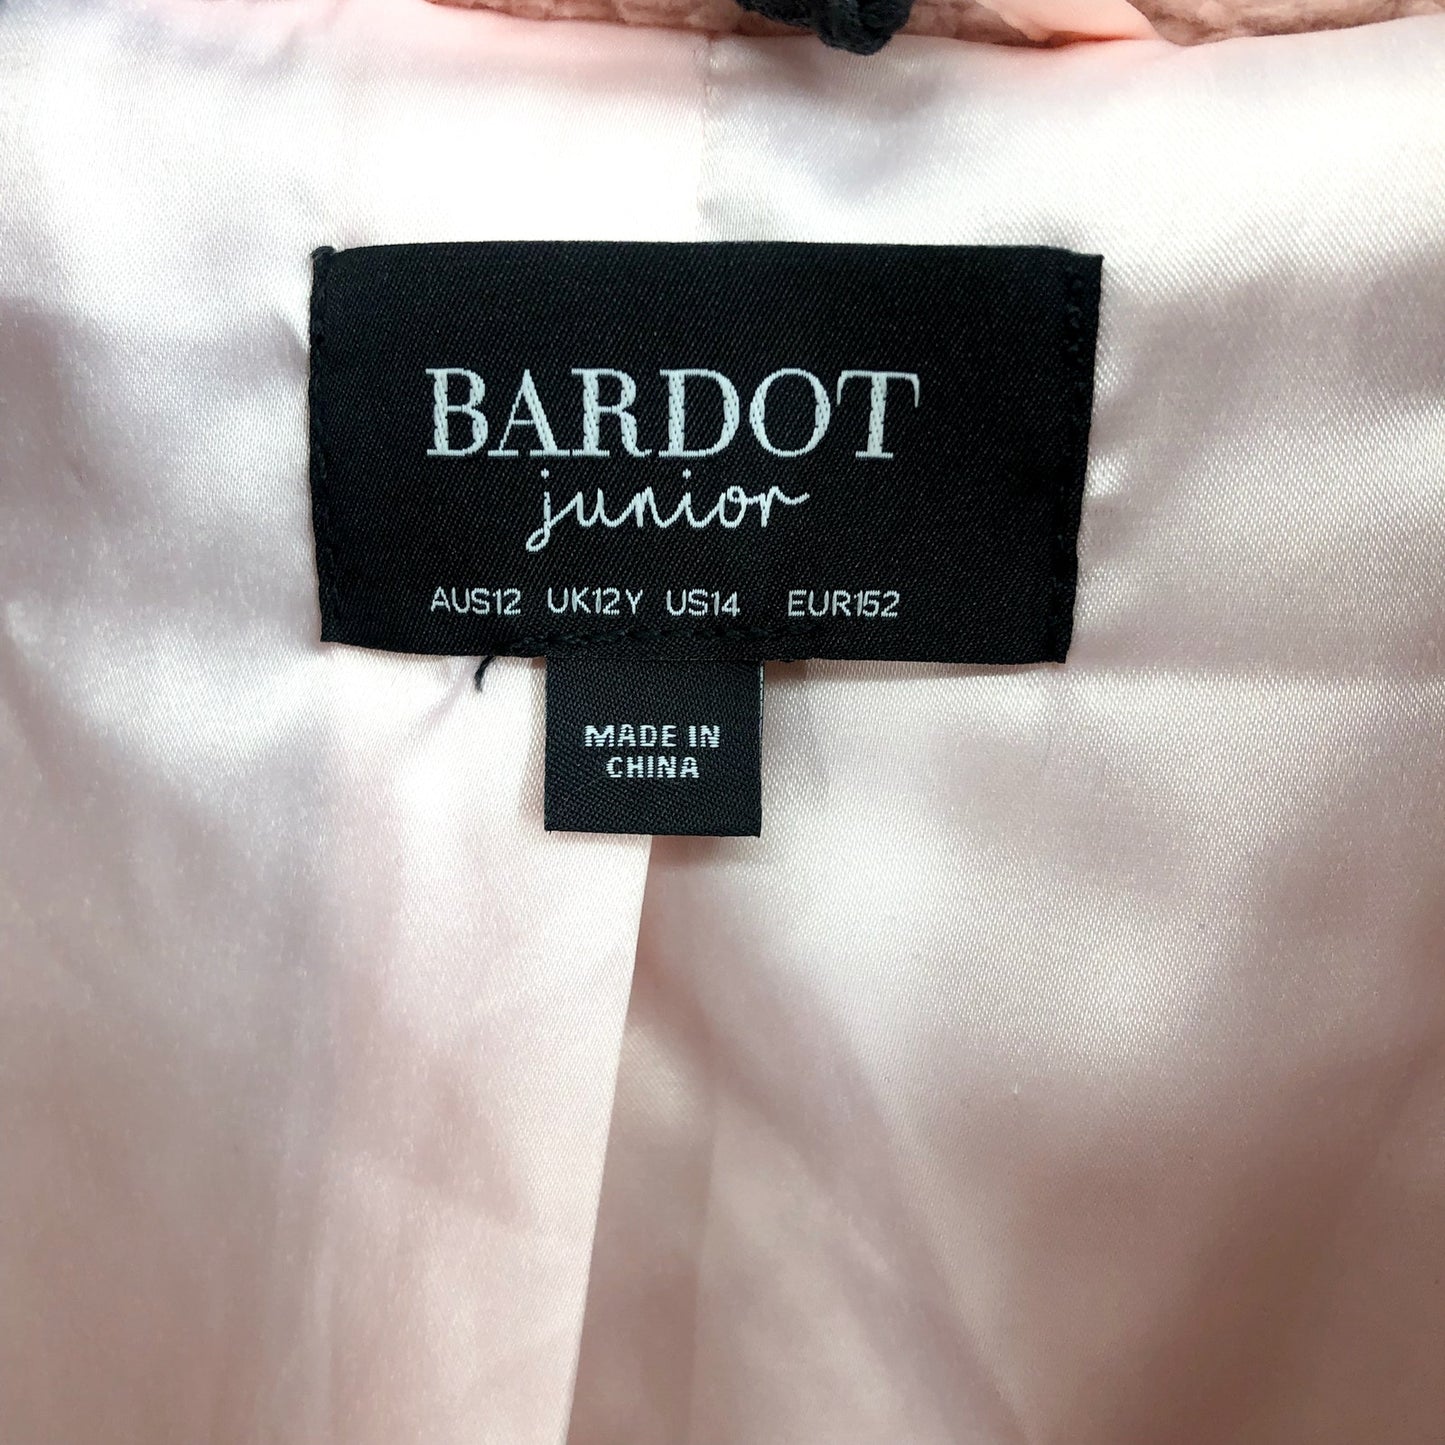 BARDOT
junior
AUS12 UK12Y US14 EUR152
MADE IN
CHINA